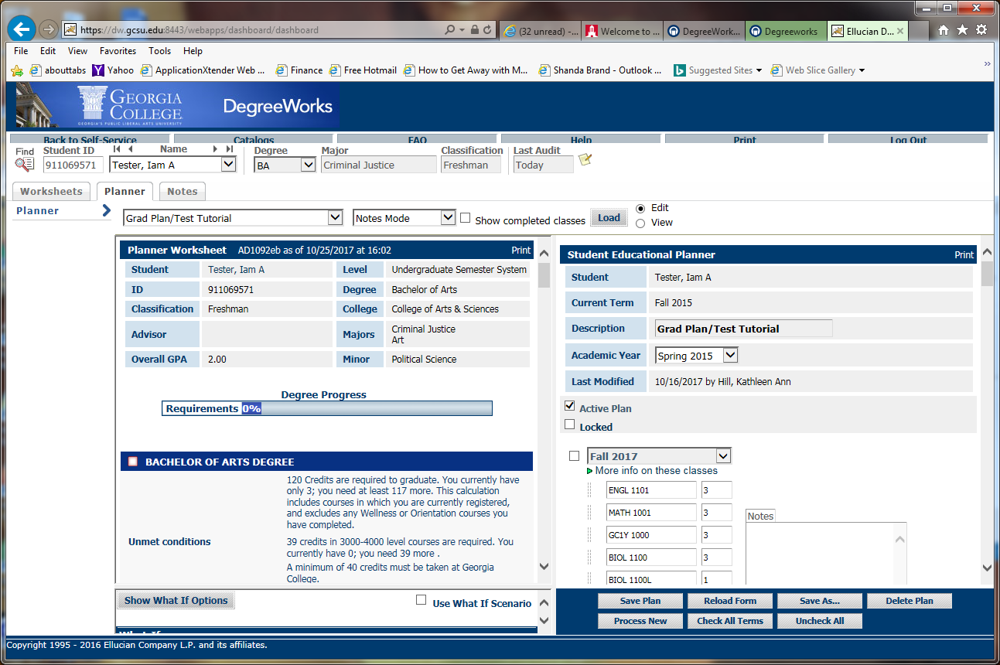 https://dw.gcsu.edu:8443/webapps/dashboard/dashboard
(32 unread) -...
Welcome to ...
DegreeWork...
Degreeworks
Ellucian D...
File Edit View Favorites Tools Help
abouttabs
Yahoo
ApplicationXtender Web ...
Finance
Free Hotmail
How to Get Away with M...
Shanda Brand - Outlook ...
Suggested Sites
Web Slice Gallery
GEORGIA
COLLEGE
GEORGIA'S PUBLIC LIBERAL ARTS UNIVERSITY
DegreeWorks
Back to Self-Service Catalogs FAQ Help Print Log Out
Find Student ID Name Degree Major Classification Last Audit
911069571 Tester, Iam A BA Criminal Justice Freshman Today
Worksheets Planner Notes
Planner
Grad Plan/Test Tutorial Notes Mode Show completed classes Load Edit
View
Planner Worksheet AD1092eb as of 10/25/2017 at 16:02 Print
Student Tester, Iam A Level Undergraduate Semester System
ID 911069571 Degree Bachelor of Arts
Classification Freshman College College of Arts & Sciences
Advisor Majors Criminal Justice
Art
Overall GPA 2.00 Minor Political Science
Degree Progress
Requirements 0%
BACHELOR OF ARTS DEGREE
120 Credits are required to graduate. You currently have
only 3; you need at least 117 more. This calculation
includes courses in which you are currently registered,
and excludes any Wellness or Orientation courses you
have completed.
Unmet conditions
39 credits in 3000-4000 level courses are required. You
currently have 0; you need 39 more .
A minimum of 40 credits must be taken at Georgia
College.
Show What If Options Use What If Scenario
What If
Student Educational Planner Print
Student Tester, Iam A
Current Term Fall 2015
Description Grad Plan/Test Tutorial
Academic Year Spring 2015
Last Modified 10/16/2017 by Hill, Kathleen Ann
Active Plan
Locked
Fall 2017
More info on these classes
ENGL 1101 3
MATH 1001 3
GC1Y 1000 3
BIOL 1100 3
BIOL 1100L 1
Notes
Save Plan Reload Form Save As... Delete Plan
Process New Check All Terms Uncheck All
Copyright 1995 - 2016 Ellucian Company L.P. and its affiliates.